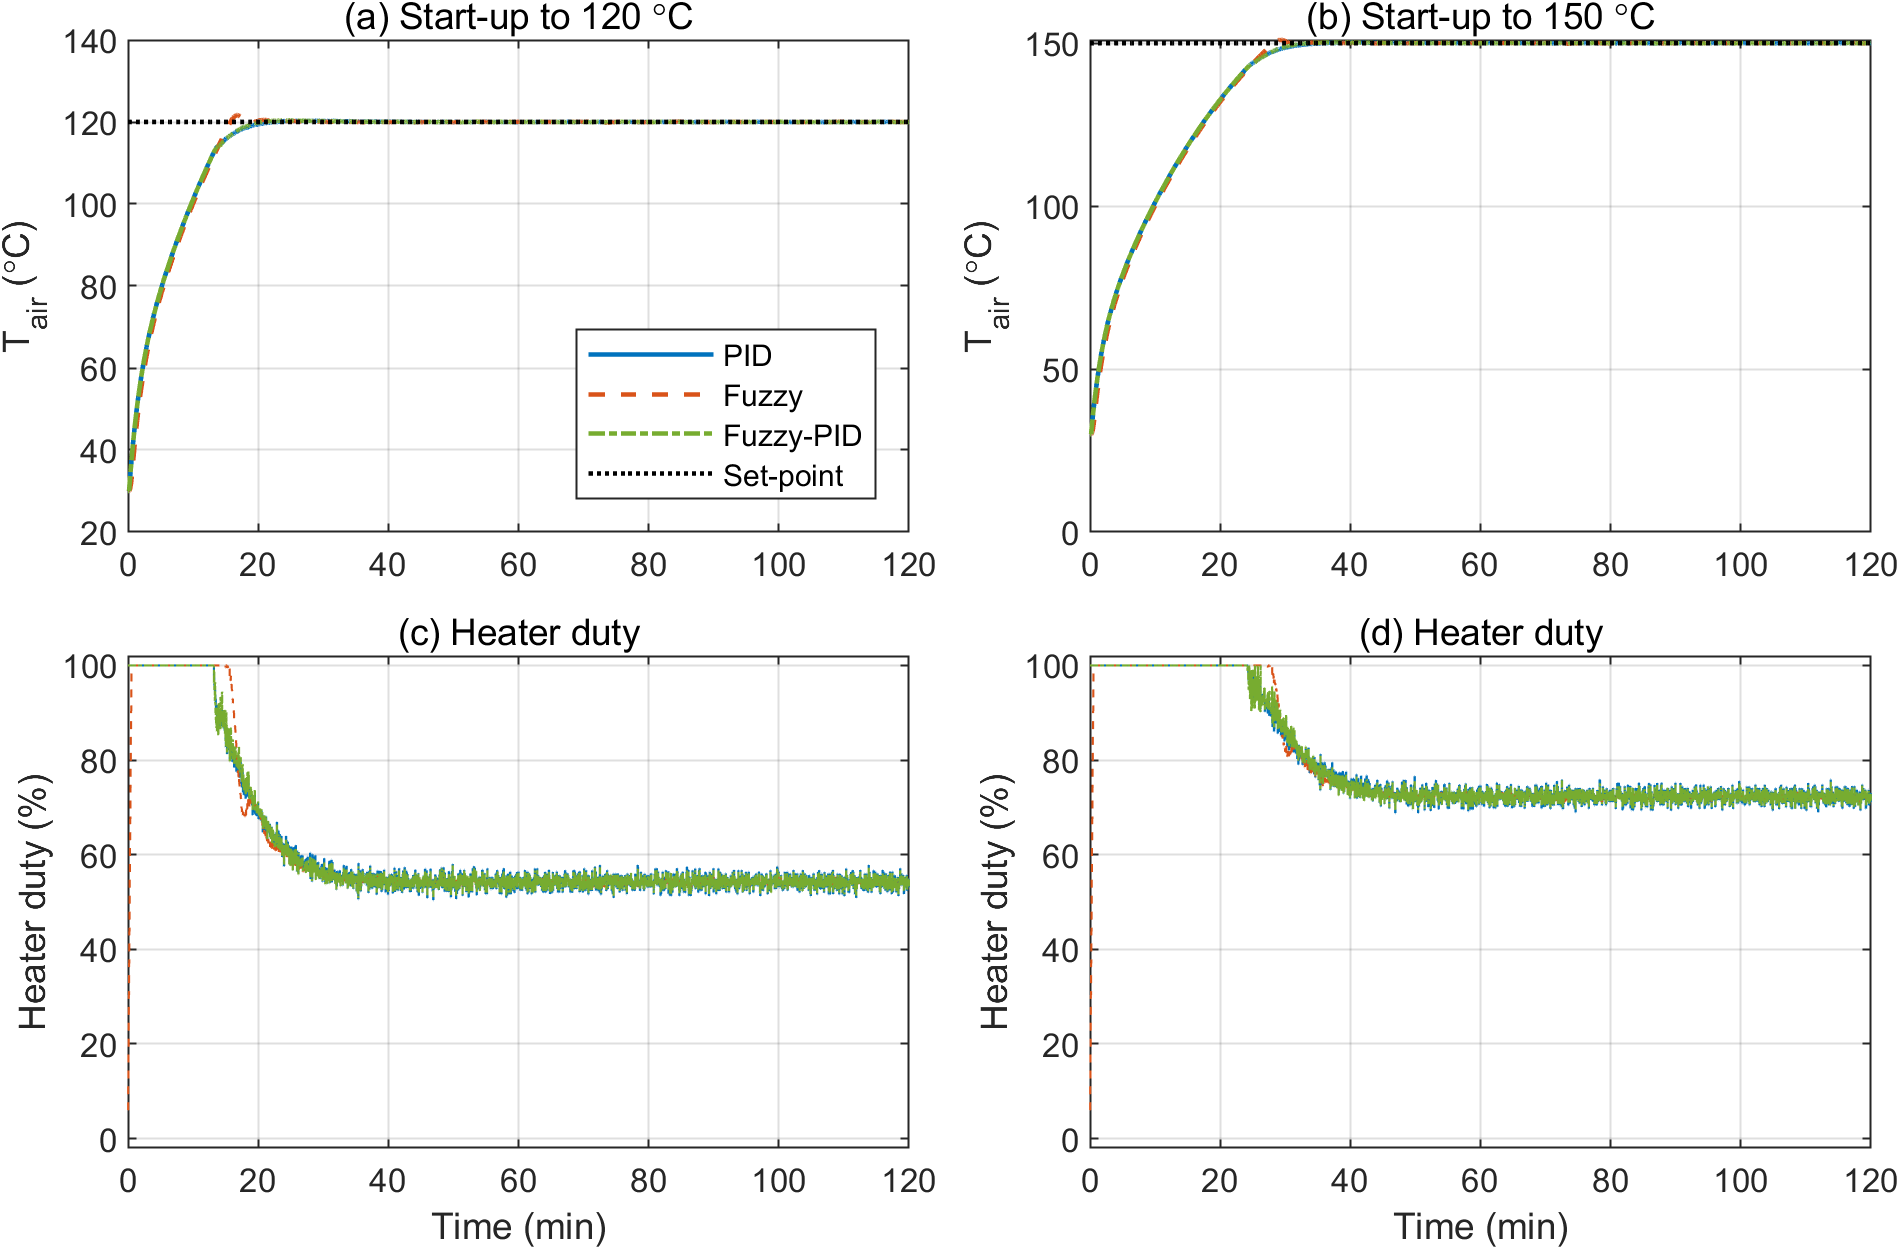 (a) Start-up to 120 °C
140
120
100
80
60
40
20
T_air (°C)
0 20 40 60 80 100 120
PID
Fuzzy
Fuzzy-PID
Set-point
(b) Start-up to 150 °C
150
100
50
0
T_air (°C)
0 20 40 60 80 100 120
(c) Heater duty
100
80
60
40
20
0
Heater duty (%)
0 20 40 60 80 100 120
Time (min)
(d) Heater duty
100
80
60
40
20
0
Heater duty (%)
0 20 40 60 80 100 120
Time (min)